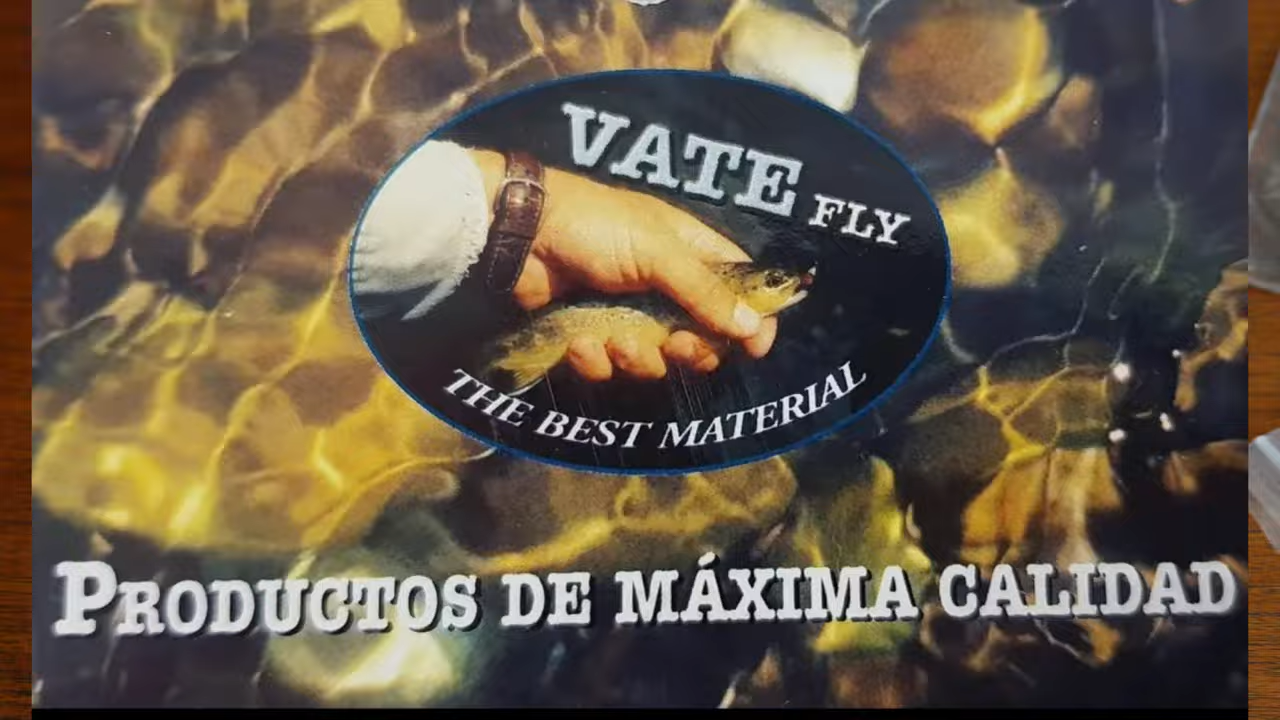 VATE FLY
THE BEST MATERIAL
PRODUCTOS DE MÁXIMA CALIDAD